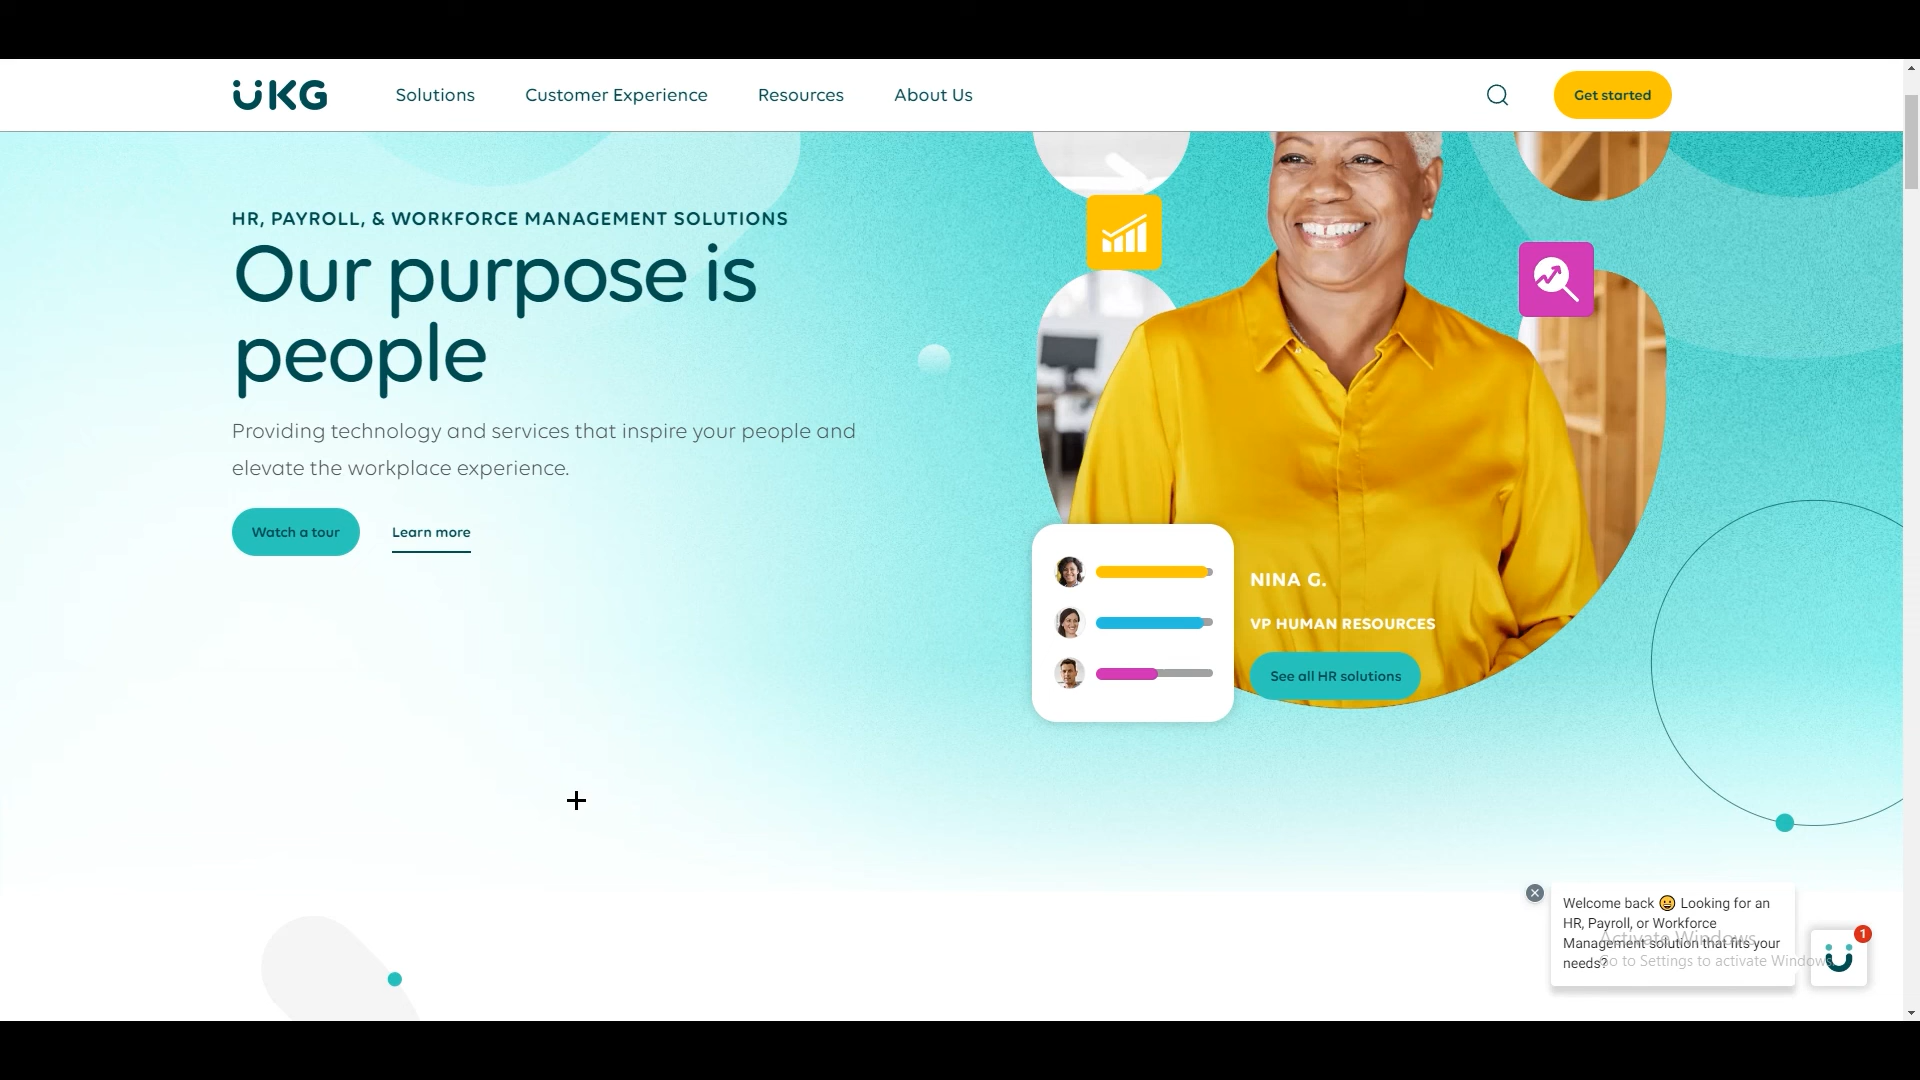 UKG
Solutions
Customer Experience
Resources
About Us
Get started
HR, PAYROLL, & WORKFORCE MANAGEMENT SOLUTIONS
Our purpose is
people
Providing technology and services that inspire your people and
elevate the workplace experience.
Watch a tour
Learn more
NINA G.
VP HUMAN RESOURCES
See all HR solutions
Welcome back 😀 Looking for an
HR, Payroll, or Workforce
Management solution that fits your
needs?
1
Activate Windows
Go to Settings to activate Windows.